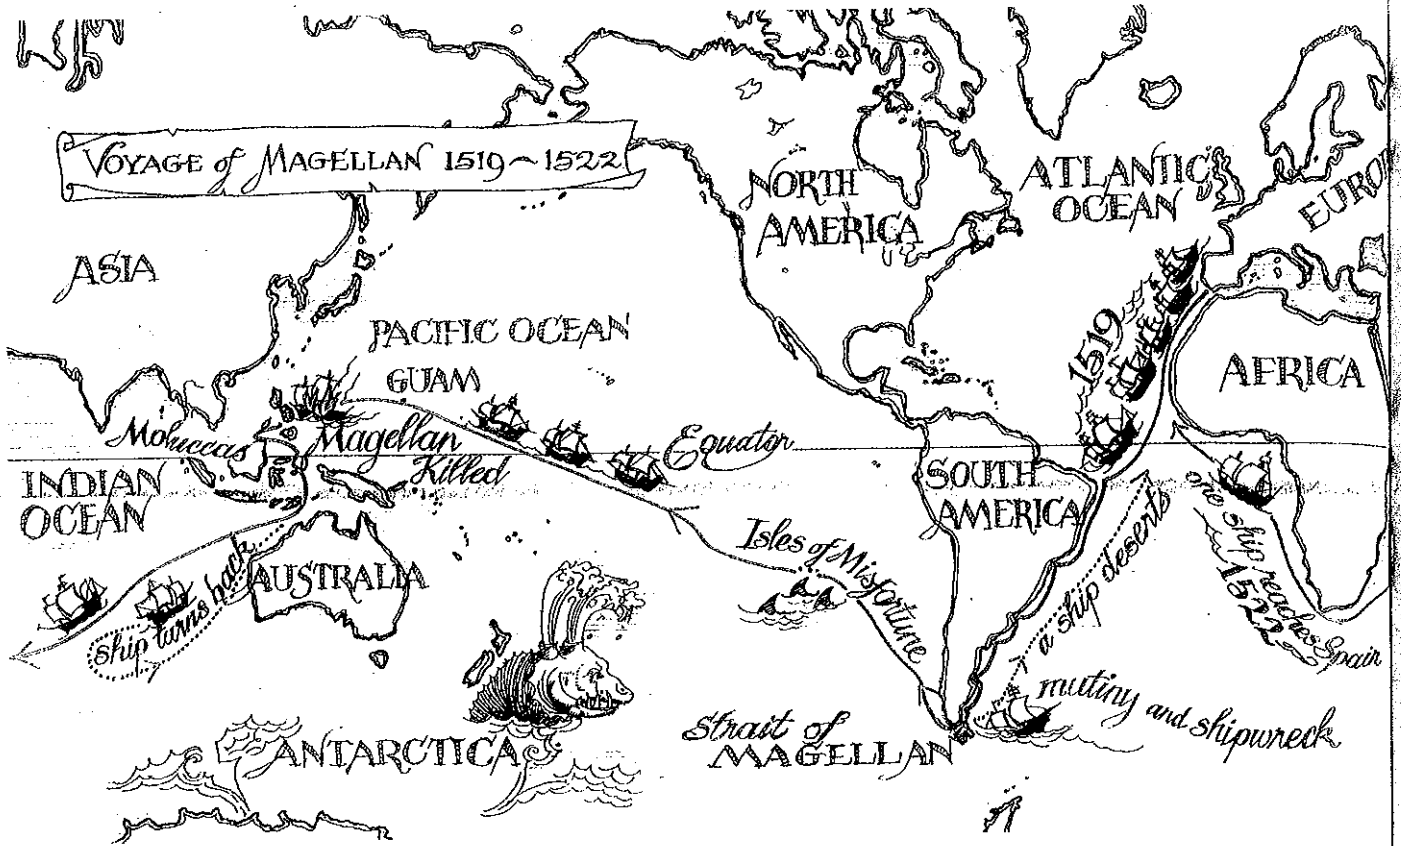 VOYAGE of MAGELLAN 1519~1522
NORTH
AMERICA
ATLANTIC
OCEAN
EURO
ASIA
PACIFIC OCEAN
GUAM
1519
AFRICA
Moluccas
Magellan
Killed
Equator
INDIAN
OCEAN
SOUTH
AMERICA
one ship reaches Spain
1522
Isles of Misfortune
a ship deserts
AUSTRALIA
ship turns back
mutiny and shipwreck
Strait of
MAGELLAN
ANTARCTICA